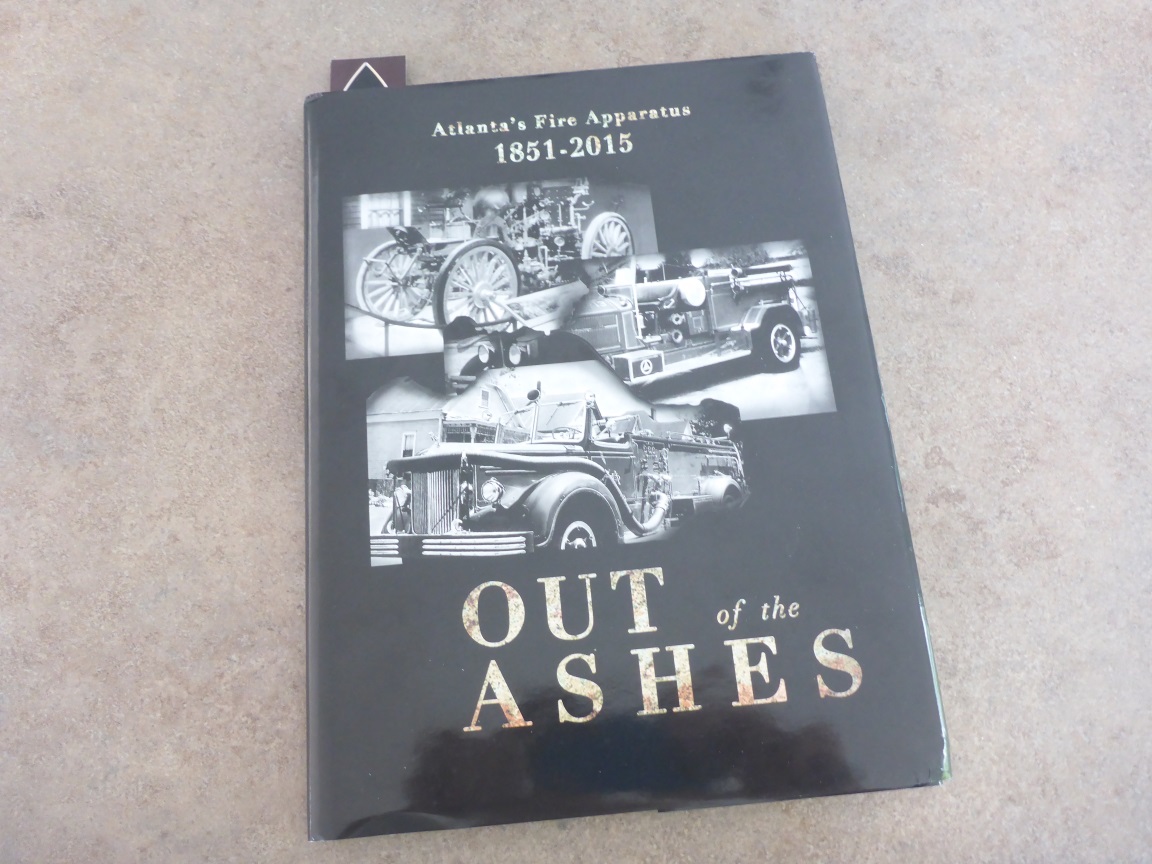 Atlanta's Fire Apparatus
1851-2015
OUT of the
ASHES